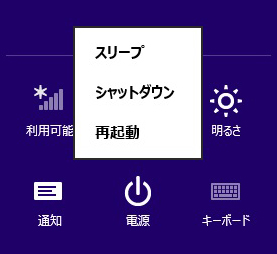 スリープ
シャットダウン
再起動
利用可能
明るさ
通知
電源
キーボード